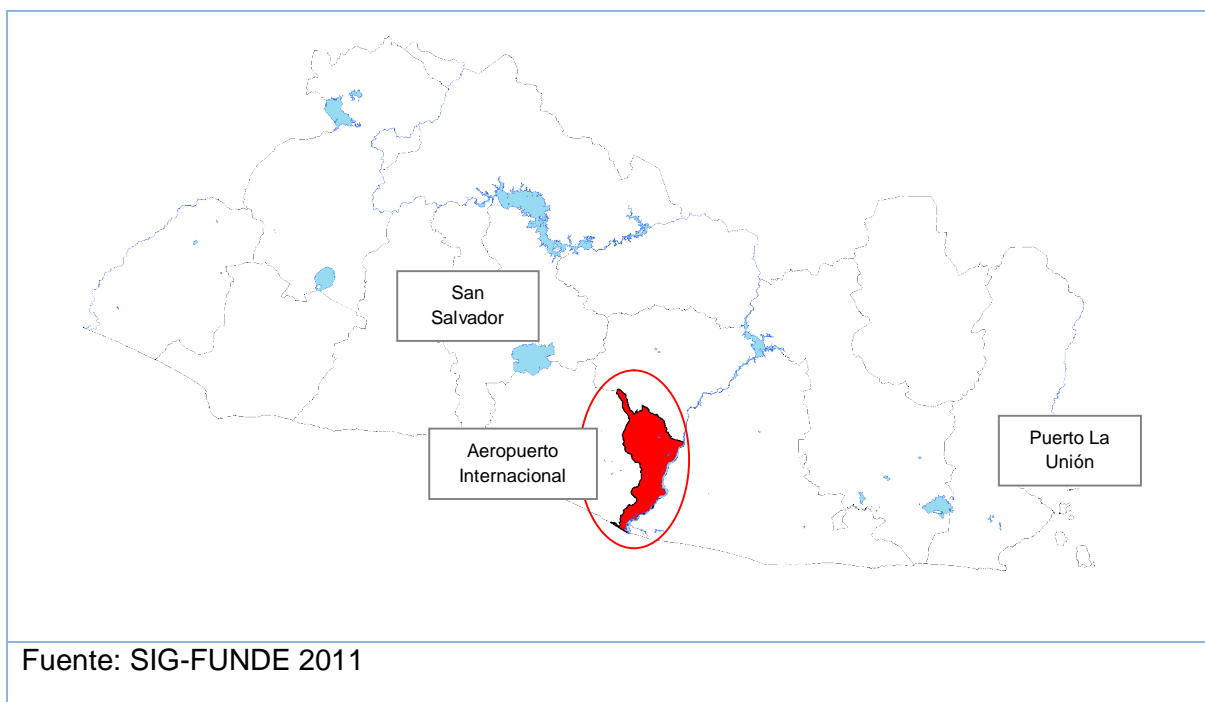 San
Salvador
Aeropuerto
Internacional
Puerto La
Unión
Fuente: SIG-FUNDE 2011